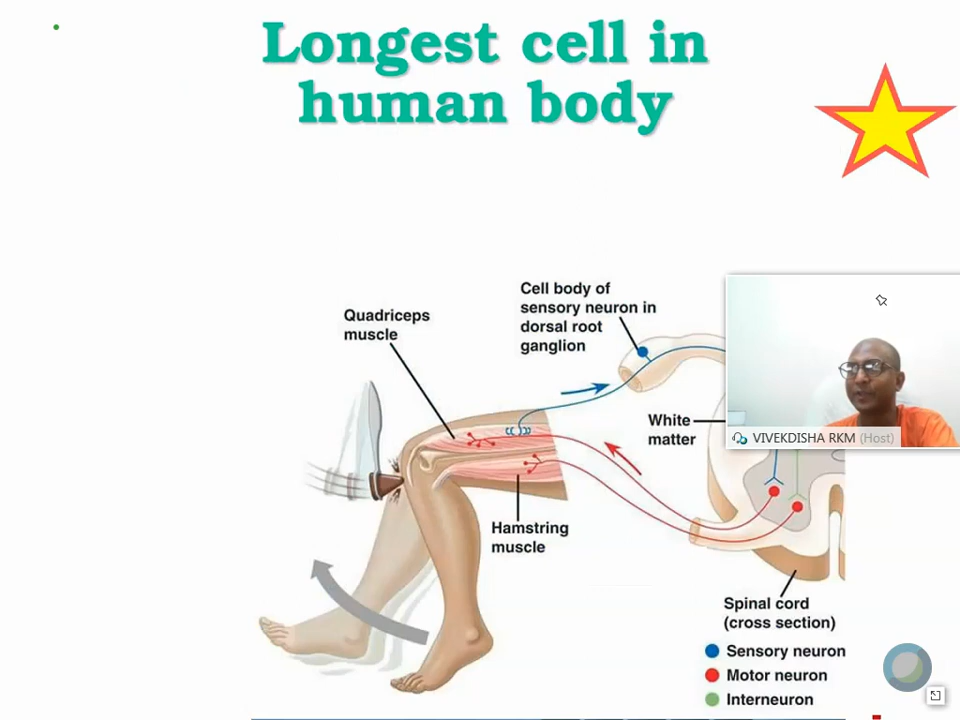 Longest cell in
human body
Cell body of
sensory neuron in
dorsal root
ganglion
Quadriceps
muscle
White
matter
VIVEKDISHA RKM (Host)
Hamstring
muscle
Spinal cord
(cross section)
Sensory neuron
Motor neuron
Interneuron